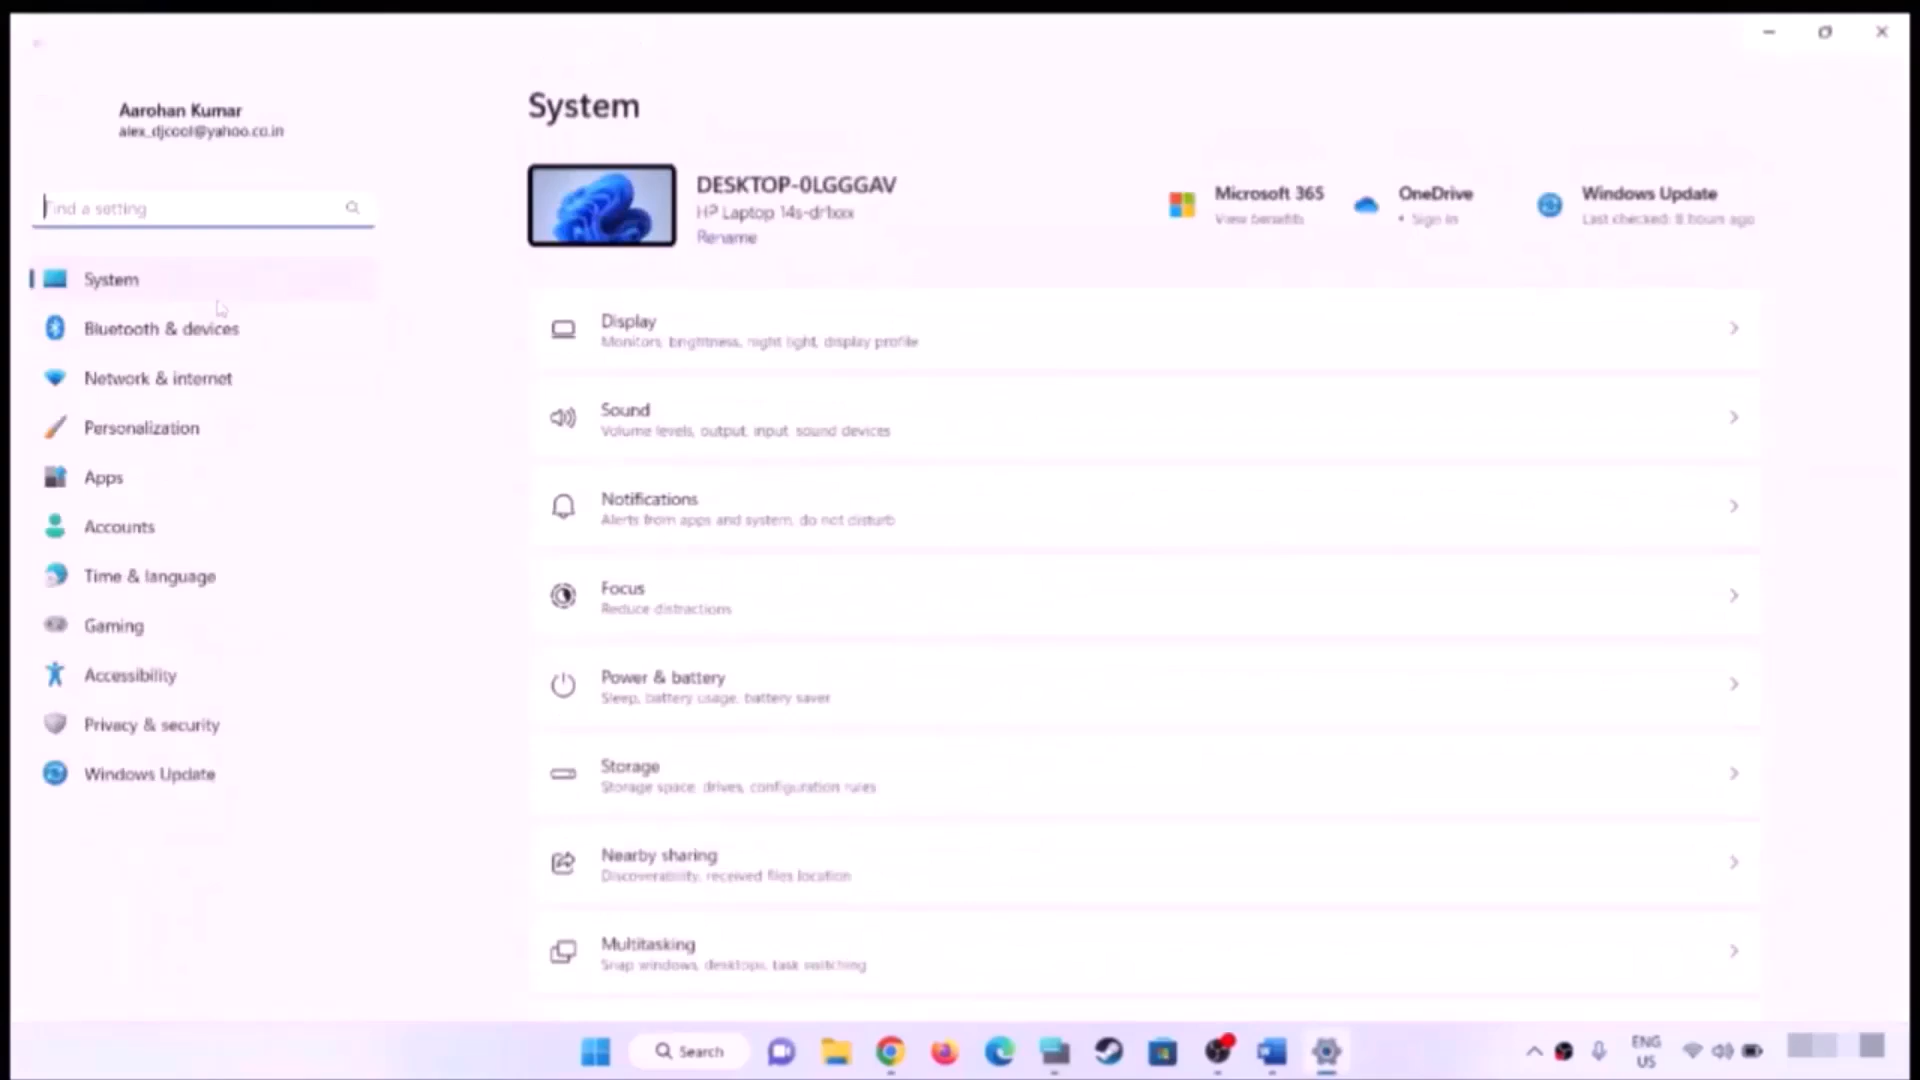 Aarohan Kumar
alex_djcool@yahoo.co.in
Find a setting
System
Bluetooth & devices
Network & internet
Personalization
Apps
Accounts
Time & language
Gaming
Accessibility
Privacy & security
Windows Update
System
DESKTOP-0LGGGAV
HP Laptop 14s-dr1xxx
Rename
Microsoft 365
View benefits
OneDrive
• Sign in
Windows Update
Last checked: 8 hours ago
Display
Monitors, brightness, night light, display profile
Sound
Volume levels, output, input, sound devices
Notifications
Alerts from apps and system, do not disturb
Focus
Reduce distractions
Power & battery
Sleep, battery usage, battery saver
Storage
Storage space, drives, configuration rules
Nearby sharing
Discoverability, received files location
Multitasking
Snap windows, desktops, task switching
Search
ENG
US